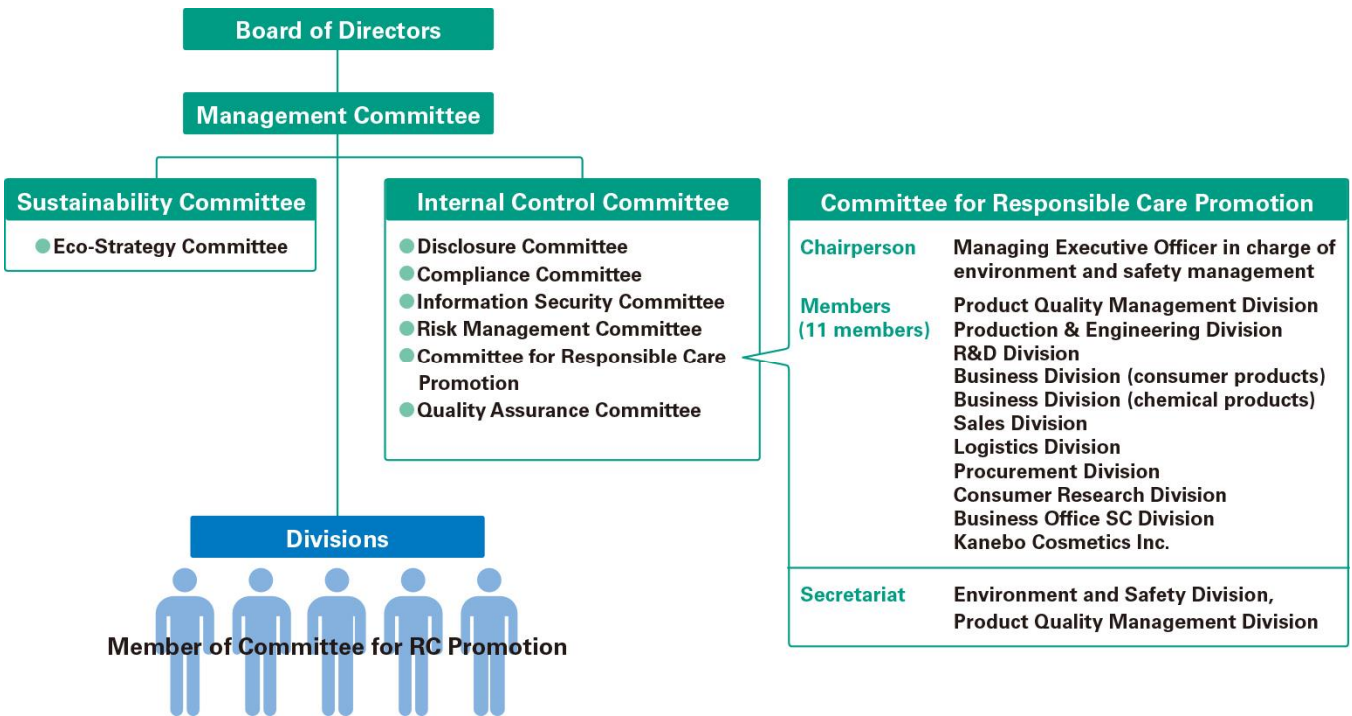 Board of Directors
Management Committee
Sustainability Committee
Eco-Strategy Committee
Internal Control Committee
Disclosure Committee
Compliance Committee
Information Security Committee
Risk Management Committee
Committee for Responsible Care
Promotion
Quality Assurance Committee
Committee for Responsible Care Promotion
Chairperson
Managing Executive Officer in charge of
environment and safety management
Members
(11 members)
Product Quality Management Division
Production & Engineering Division
R&D Division
Business Division (consumer products)
Business Division (chemical products)
Sales Division
Logistics Division
Procurement Division
Consumer Research Division
Business Office SC Division
Kanebo Cosmetics Inc.
Secretariat
Environment and Safety Division,
Product Quality Management Division
Divisions
Member of Committee for RC Promotion